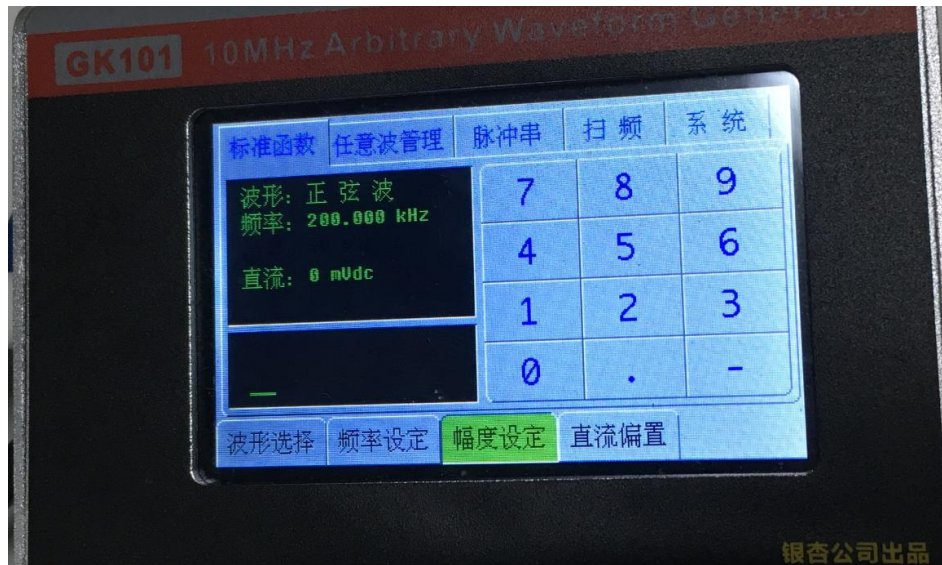 GK101 10MHz Arbitrary Waveform Generator
标准函数 任意波管理 脉冲串 扫频 系统
波形: 正弦波
频率: 200.000 kHz
直流: 0 mVdc
7 8 9
4 5 6
1 2 3
0 . -
波形选择 频率设定 幅度设定 直流偏置
银杏公司出品